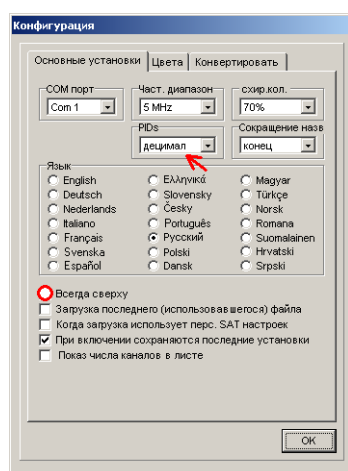 Конфигурация
Основные установки Цвета Конвертировать
COM порт Част. диапазон схир.кол.
Com 1 5 MHz 70%
PIDs Сокращение назв
децимал конец
Язык
English Ελληνικά Magyar
Deutsch Slovensky Türkçe
Nederlands Česky Norsk
Italiano Português Romana
Français Русский Suomalainen
Svenska Polski Hrvatski
Español Dansk Srpski
Всегда сверху
Загрузка последнего (использовавшегося) файла
Когда загрузка использует перс. SAT настроек
При включении сохраняются последние установки
Показ числа каналов в листе
OK